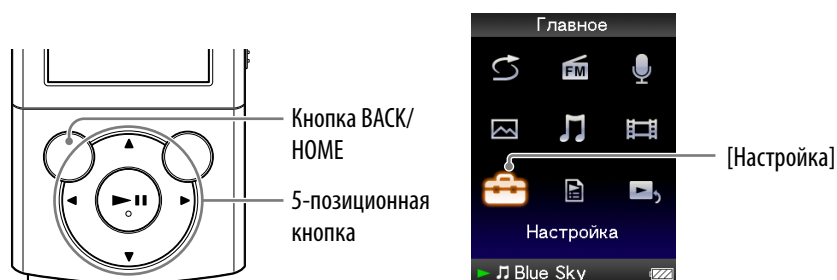 Кнопка BACK/
HOME
5-позиционная
кнопка
Главное
FM
Настройка
Blue Sky
[Настройка]